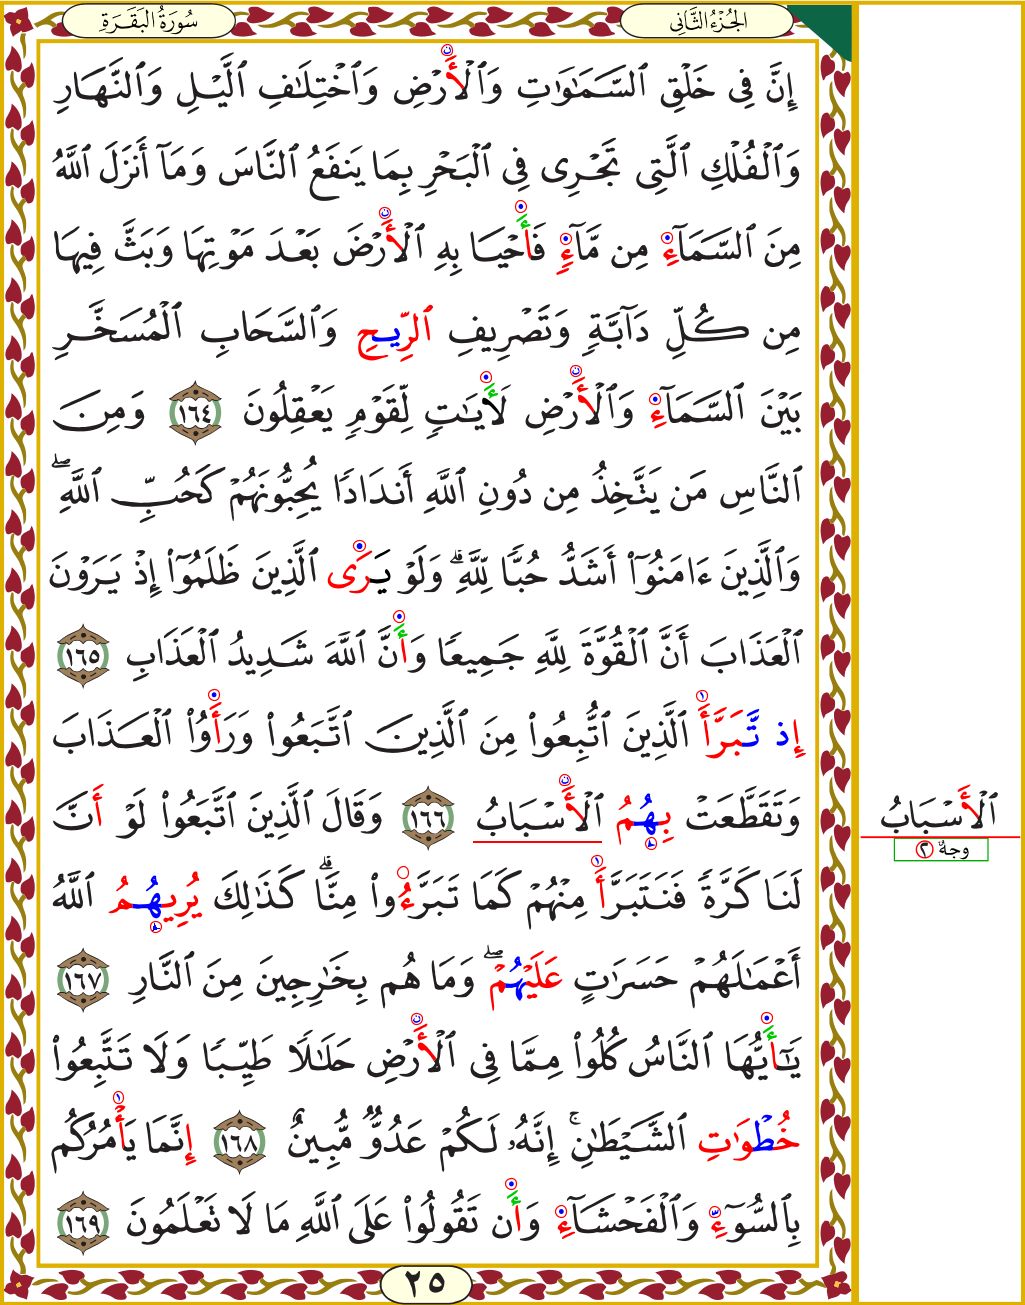 سُورَةُ البَقَرَةِ
الجُزْءُ الثَّانِى
إِنَّ فِى خَلْقِ ٱلسَّمَٰوَٰتِ وَٱلْأَرْضِ وَٱخْتِلَٰفِ ٱلَّيْلِ وَٱلنَّهَارِ
وَٱلْفُلْكِ ٱلَّتِى تَجْرِى فِى ٱلْبَحْرِ بِمَا يَنفَعُ ٱلنَّاسَ وَمَآ أَنزَلَ ٱللَّهُ
مِنَ ٱلسَّمَآءِ مِن مَّآءٍ فَأَحْيَا بِهِ ٱلْأَرْضَ بَعْدَ مَوْتِهَا وَبَثَّ فِيهَا
مِن كُلِّ دَآبَّةٍ وَتَصْرِيفِ ٱلرِّيحِ وَٱلسَّحَابِ ٱلْمُسَخَّرِ
بَيْنَ ٱلسَّمَآءِ وَٱلْأَرْضِ لَأَيَٰتٍ لِّقَوْمٍ يَعْقِلُونَ ١٦٤ وَمِنَ
ٱلنَّاسِ مَن يَتَّخِذُ مِن دُونِ ٱللَّهِ أَندَادًا يُحِبُّونَهُمْ كَحُبِّ ٱللَّهِۖ
وَٱلَّذِينَ ءَامَنُوٓا۟ أَشَدُّ حُبًّا لِّلَّهِۗ وَلَوْ يَرَى ٱلَّذِينَ ظَلَمُوٓا۟ إِذْ يَرَوْنَ
ٱلْعَذَابَ أَنَّ ٱلْقُوَّةَ لِلَّهِ جَمِيعًا وَأَنَّ ٱللَّهَ شَدِيدُ ٱلْعَذَابِ ١٦٥
إِذ تَّبَرَّأَ ٱلَّذِينَ ٱتُّبِعُوا۟ مِنَ ٱلَّذِينَ ٱتَّبَعُوا۟ وَرَأَوُا۟ ٱلْعَذَابَ
وَتَقَطَّعَتْ بِهُمُ ٱلْأَسْبَابُ ١٦٦ وَقَالَ ٱلَّذِينَ ٱتَّبَعُوا۟ لَوْ أَنَّ
لَنَا كَرَّةً فَنَتَبَرَّأَ مِنْهُمْ كَمَا تَبَرَّءُوا۟ مِنَّاۗ كَذَٰلِكَ يُرِيهُمُ ٱللَّهُ
أَعْمَٰلَهُمْ حَسَرَٰتٍ عَلَيْهُمْۖ وَمَا هُم بِخَٰرِجِينَ مِنَ ٱلنَّارِ ١٦٧
يَٰٓأَيُّهَا ٱلنَّاسُ كُلُوا۟ مِمَّا فِى ٱلْأَرْضِ حَلَٰلًا طَيِّبًا وَلَا تَتَّبِعُوا۟
خُطْوَٰتِ ٱلشَّيْطَٰنِۚ إِنَّهُۥ لَكُمْ عَدُوٌّ مُّبِينٌ ١٦٨ إِنَّمَا يَأْمُرُكُم
بِٱلسُّوٓءِ وَٱلْفَحْشَآءِ وَأَن تَقُولُوا۟ عَلَى ٱللَّهِ مَا لَا تَعْلَمُونَ ١٦٩
ٱلْأَسْبَابُ
وجهٌ ٢
٢٥